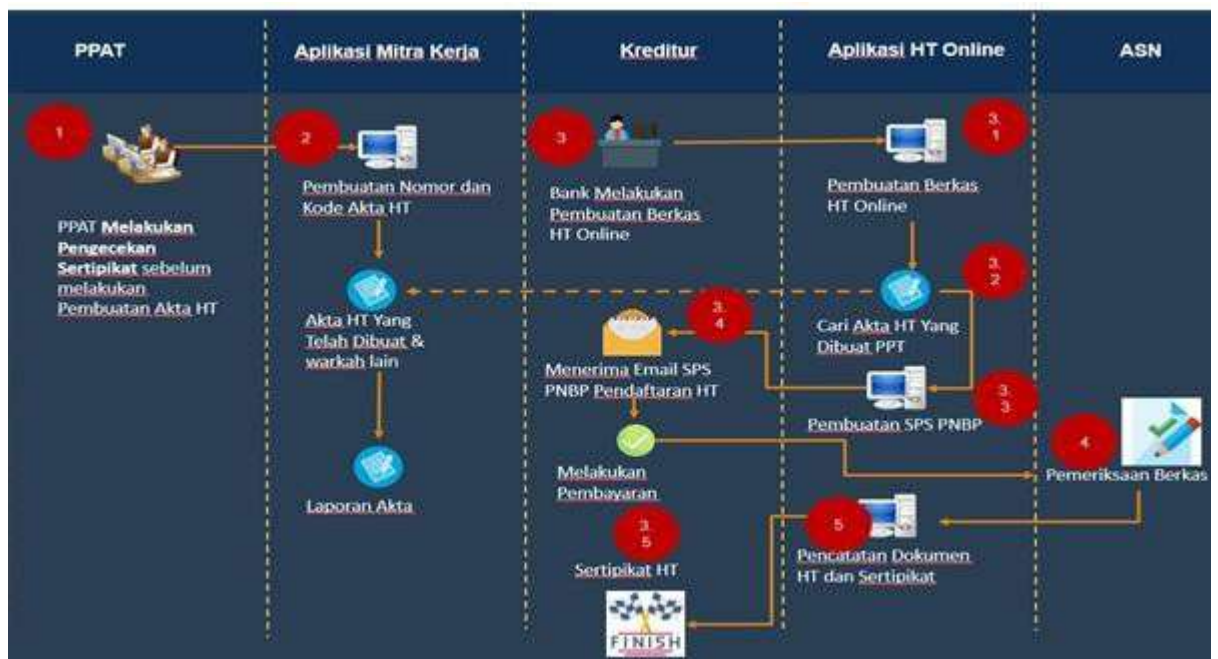 PPAT
Aplikasi Mitra Kerja
Kreditur
Aplikasi HT Online
ASN
1
PPAT Melakukan
Pengecekan
Sertipikat sebelum
melakukan
Pembuatan Akta HT
2
Pembuatan Nomor dan
Kode Akta HT
Akta HT Yang
Telah Dibuat &
warkah lain
Laporan Akta
3
Bank Melakukan
Pembuatan Berkas
HT Online
3.
4
Menerima Email SPS
PNBP Pendaftaran HT
Melakukan
Pembayaran
3.
5
Sertipikat HT
FINISH
3.
1
Pembuatan Berkas
HT Online
3.
2
Cari Akta HT Yang
Dibuat PPT
3.
3
Pembuatan SPS PNBP
5
Pencatatan Dokumen
HT dan Sertipikat
4
Pemeriksaan Berkas